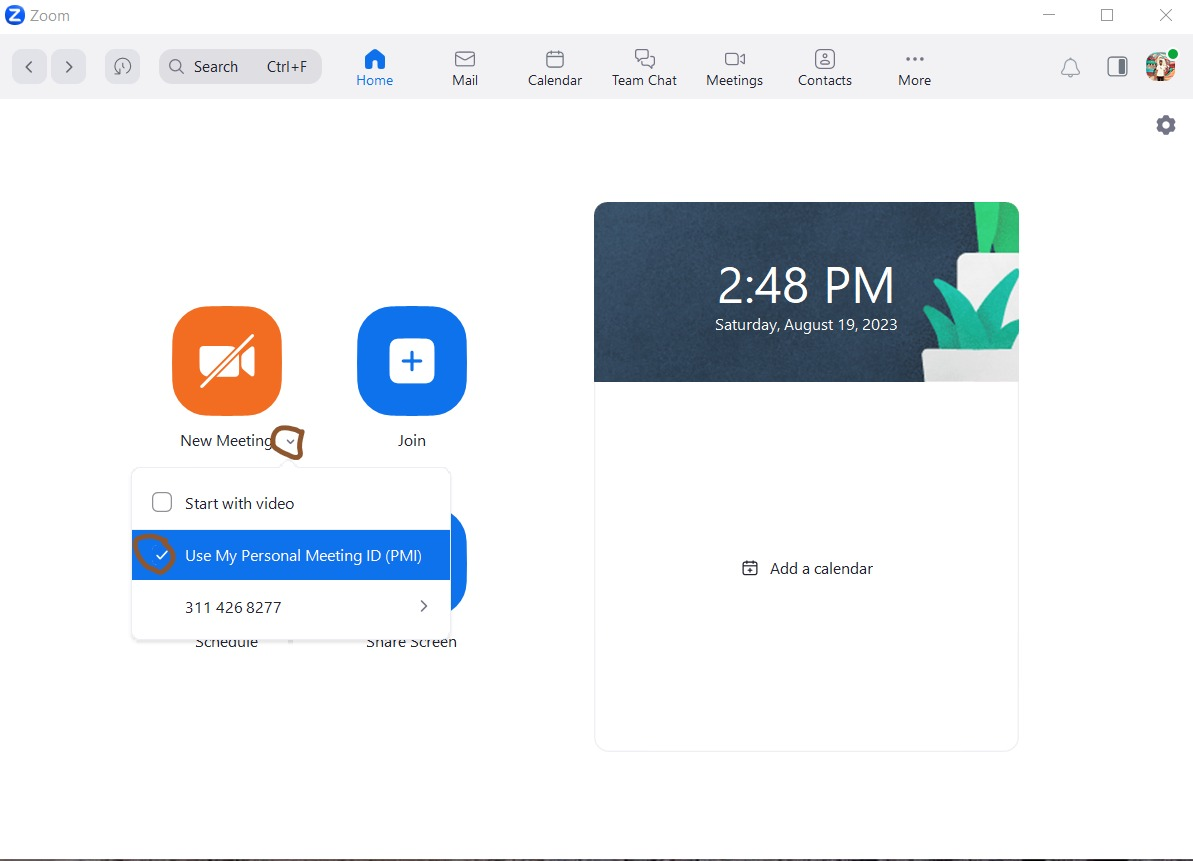 Zoom
Search Ctrl+F
Home
Mail
Calendar
Team Chat
Meetings
Contacts
More
2:48 PM
Saturday, August 19, 2023
New Meeting
Join
Start with video
Use My Personal Meeting ID (PMI)
311 426 8277
Add a calendar
Schedule
Share Screen